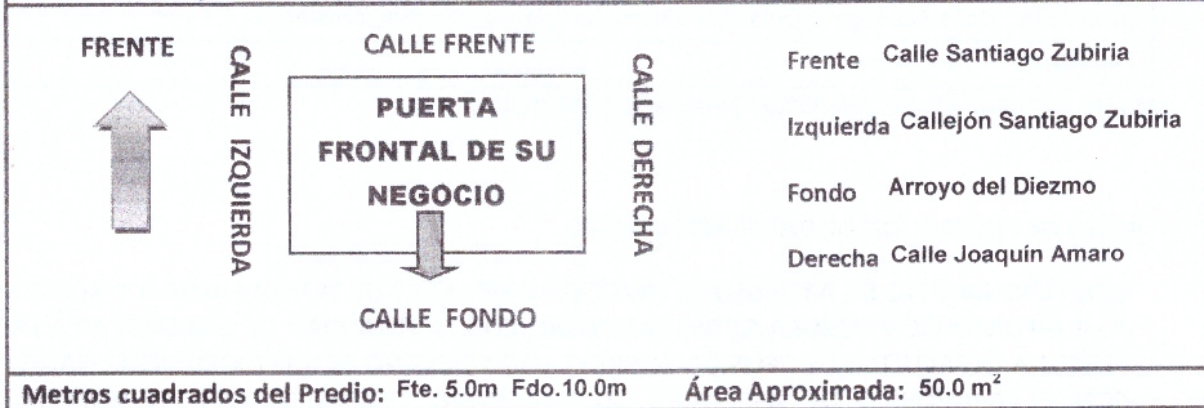 FRENTE
CALLE IZQUIERDA
CALLE FRENTE
PUERTA
FRONTAL DE SU
NEGOCIO
CALLE FONDO
CALLE DERECHA
Frente Calle Santiago Zubiria
Izquierda Callejón Santiago Zubiria
Fondo Arroyo del Diezmo
Derecha Calle Joaquín Amaro
Metros cuadrados del Predio: Fte. 5.0m Fdo.10.0m Área Aproximada: 50.0 m²